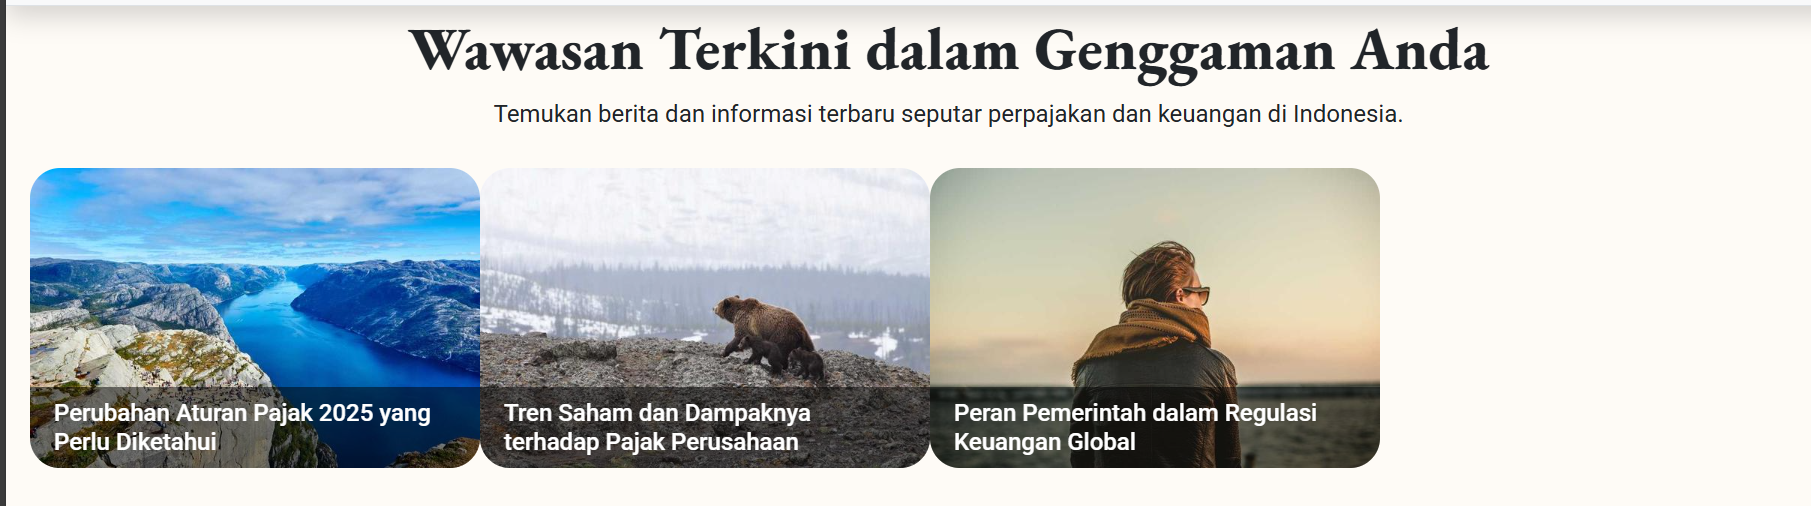 Wawasan Terkini dalam Genggaman Anda
Temukan berita dan informasi terbaru seputar perpajakan dan keuangan di Indonesia.
Perubahan Aturan Pajak 2025 yang
Perlu Diketahui
Tren Saham dan Dampaknya
terhadap Pajak Perusahaan
Peran Pemerintah dalam Regulasi
Keuangan Global